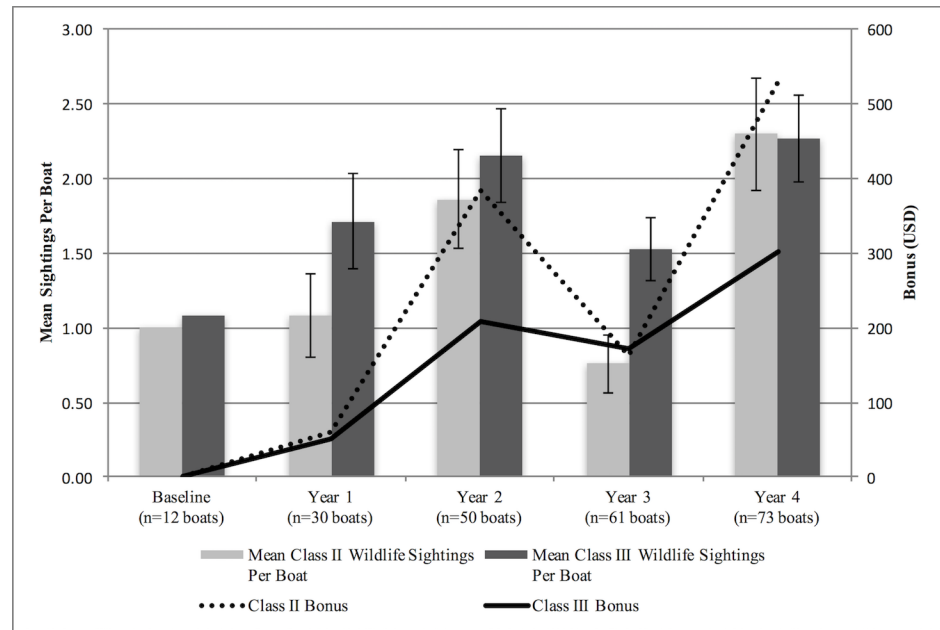 3.00
2.50
2.00
1.50
1.00
0.50
0.00
Mean Sightings Per Boat
600
500
400
300
200
100
0
Bonus (USD)
Baseline
(n=12 boats)
Year 1
(n=30 boats)
Year 2
(n=50 boats)
Year 3
(n=61 boats)
Year 4
(n=73 boats)
Mean Class II Wildlife Sightings
Per Boat
Mean Class III Wildlife Sightings
Per Boat
Class II Bonus
Class III Bonus